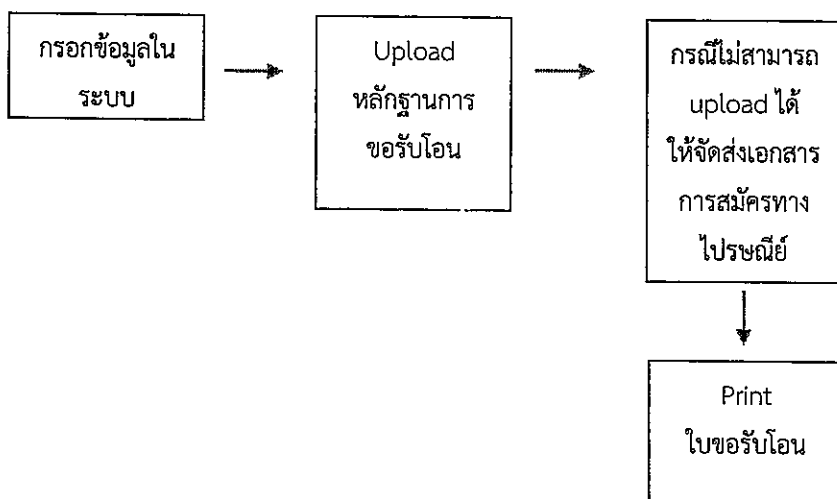 กรอกข้อมูลใน
ระบบ
Upload
หลักฐานการ
ขอรับโอน
กรณีไม่สามารถ
upload ได้
ให้จัดส่งเอกสาร
การสมัครทาง
ไปรษณีย์
Print
ใบขอรับโอน